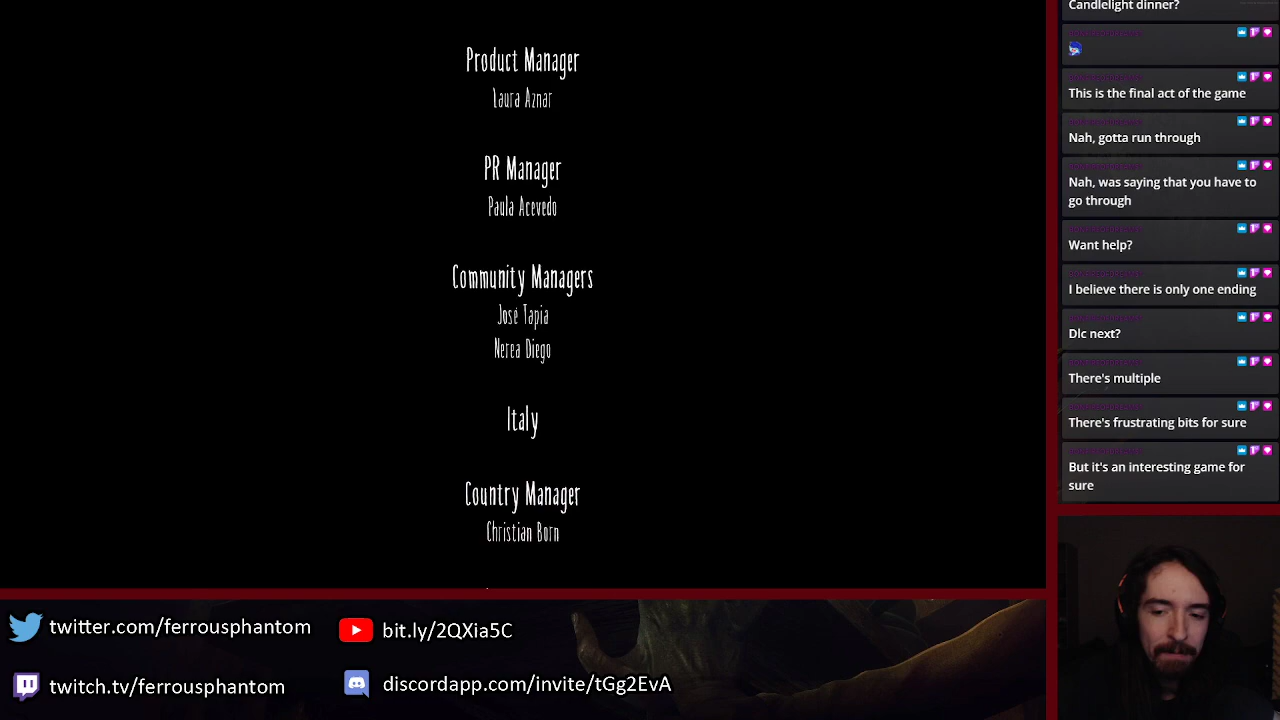 Product Manager
Laura Aznar
PR Manager
Paula Acevedo
Community Managers
José Tapia
Nerea Diego
Italy
Country Manager
Christian Born
Candlelight dinner?
This is the final act of the game
Nah, gotta run through
Nah, was saying that you have to
go through
Want help?
I believe there is only one ending
Dlc next?
There's multiple
There's frustrating bits for sure
But it's an interesting game for
sure
twitter.com/ferrousphantom
bit.ly/2QXia5C
twitch.tv/ferrousphantom
discordapp.com/invite/tGg2EvA